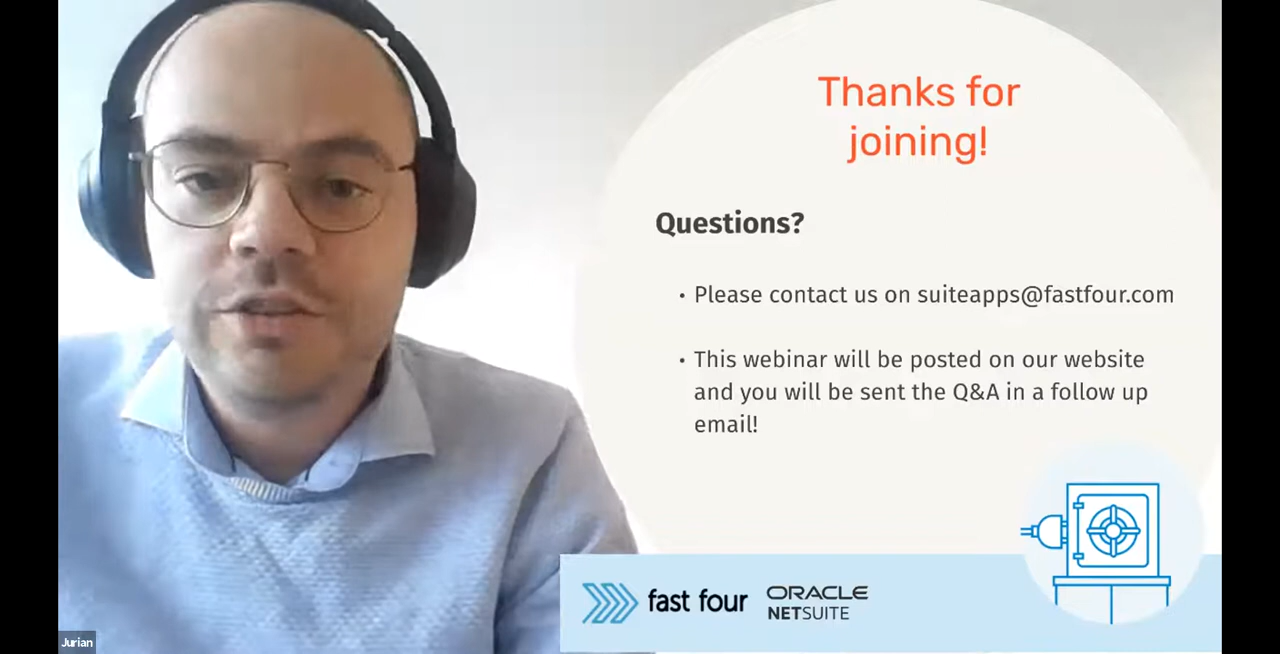 Thanks for
joining!
Questions?
• Please contact us on suiteapps@fastfour.com
• This webinar will be posted on our website
and you will be sent the Q&A in a follow up
email!
fast four
ORACLE
NETSUITE
Jurian